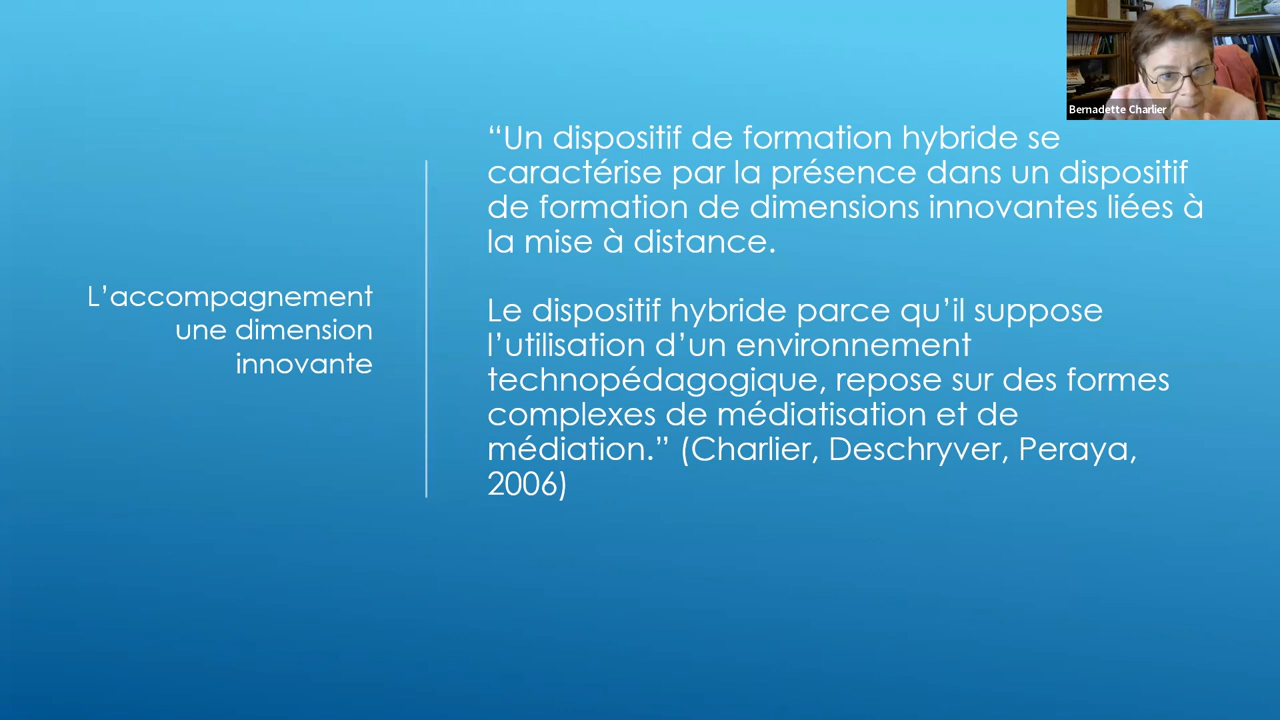 Bernadette Charlier
L’accompagnement
une dimension
innovante
“Un dispositif de formation hybride se
caractérise par la présence dans un dispositif
de formation de dimensions innovantes liées à
la mise à distance.
Le dispositif hybride parce qu’il suppose
l’utilisation d’un environnement
technopédagogique, repose sur des formes
complexes de médiatisation et de
médiation.” (Charlier, Deschryver, Peraya,
2006)